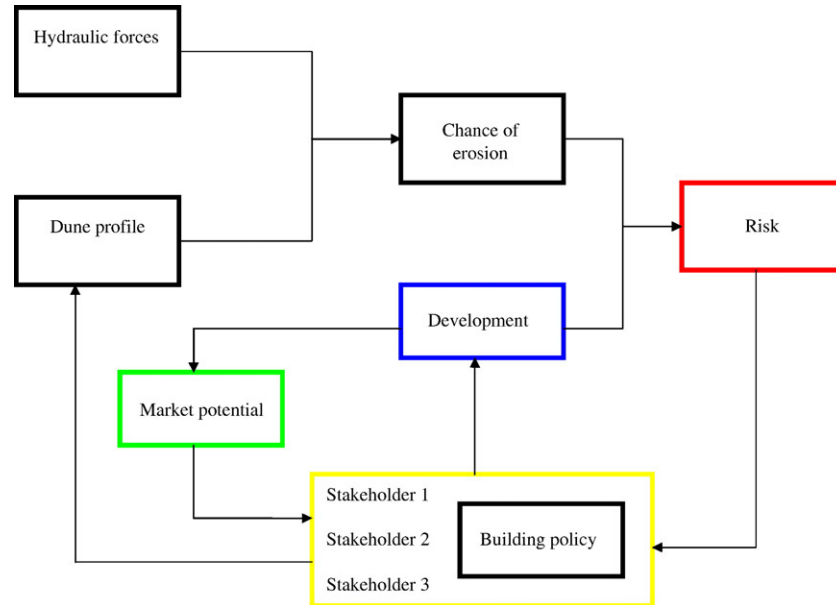 Hydraulic forces
Chance of
erosion
Dune profile
Risk
Development
Market potential
Stakeholder 1
Stakeholder 2
Building policy
Stakeholder 3